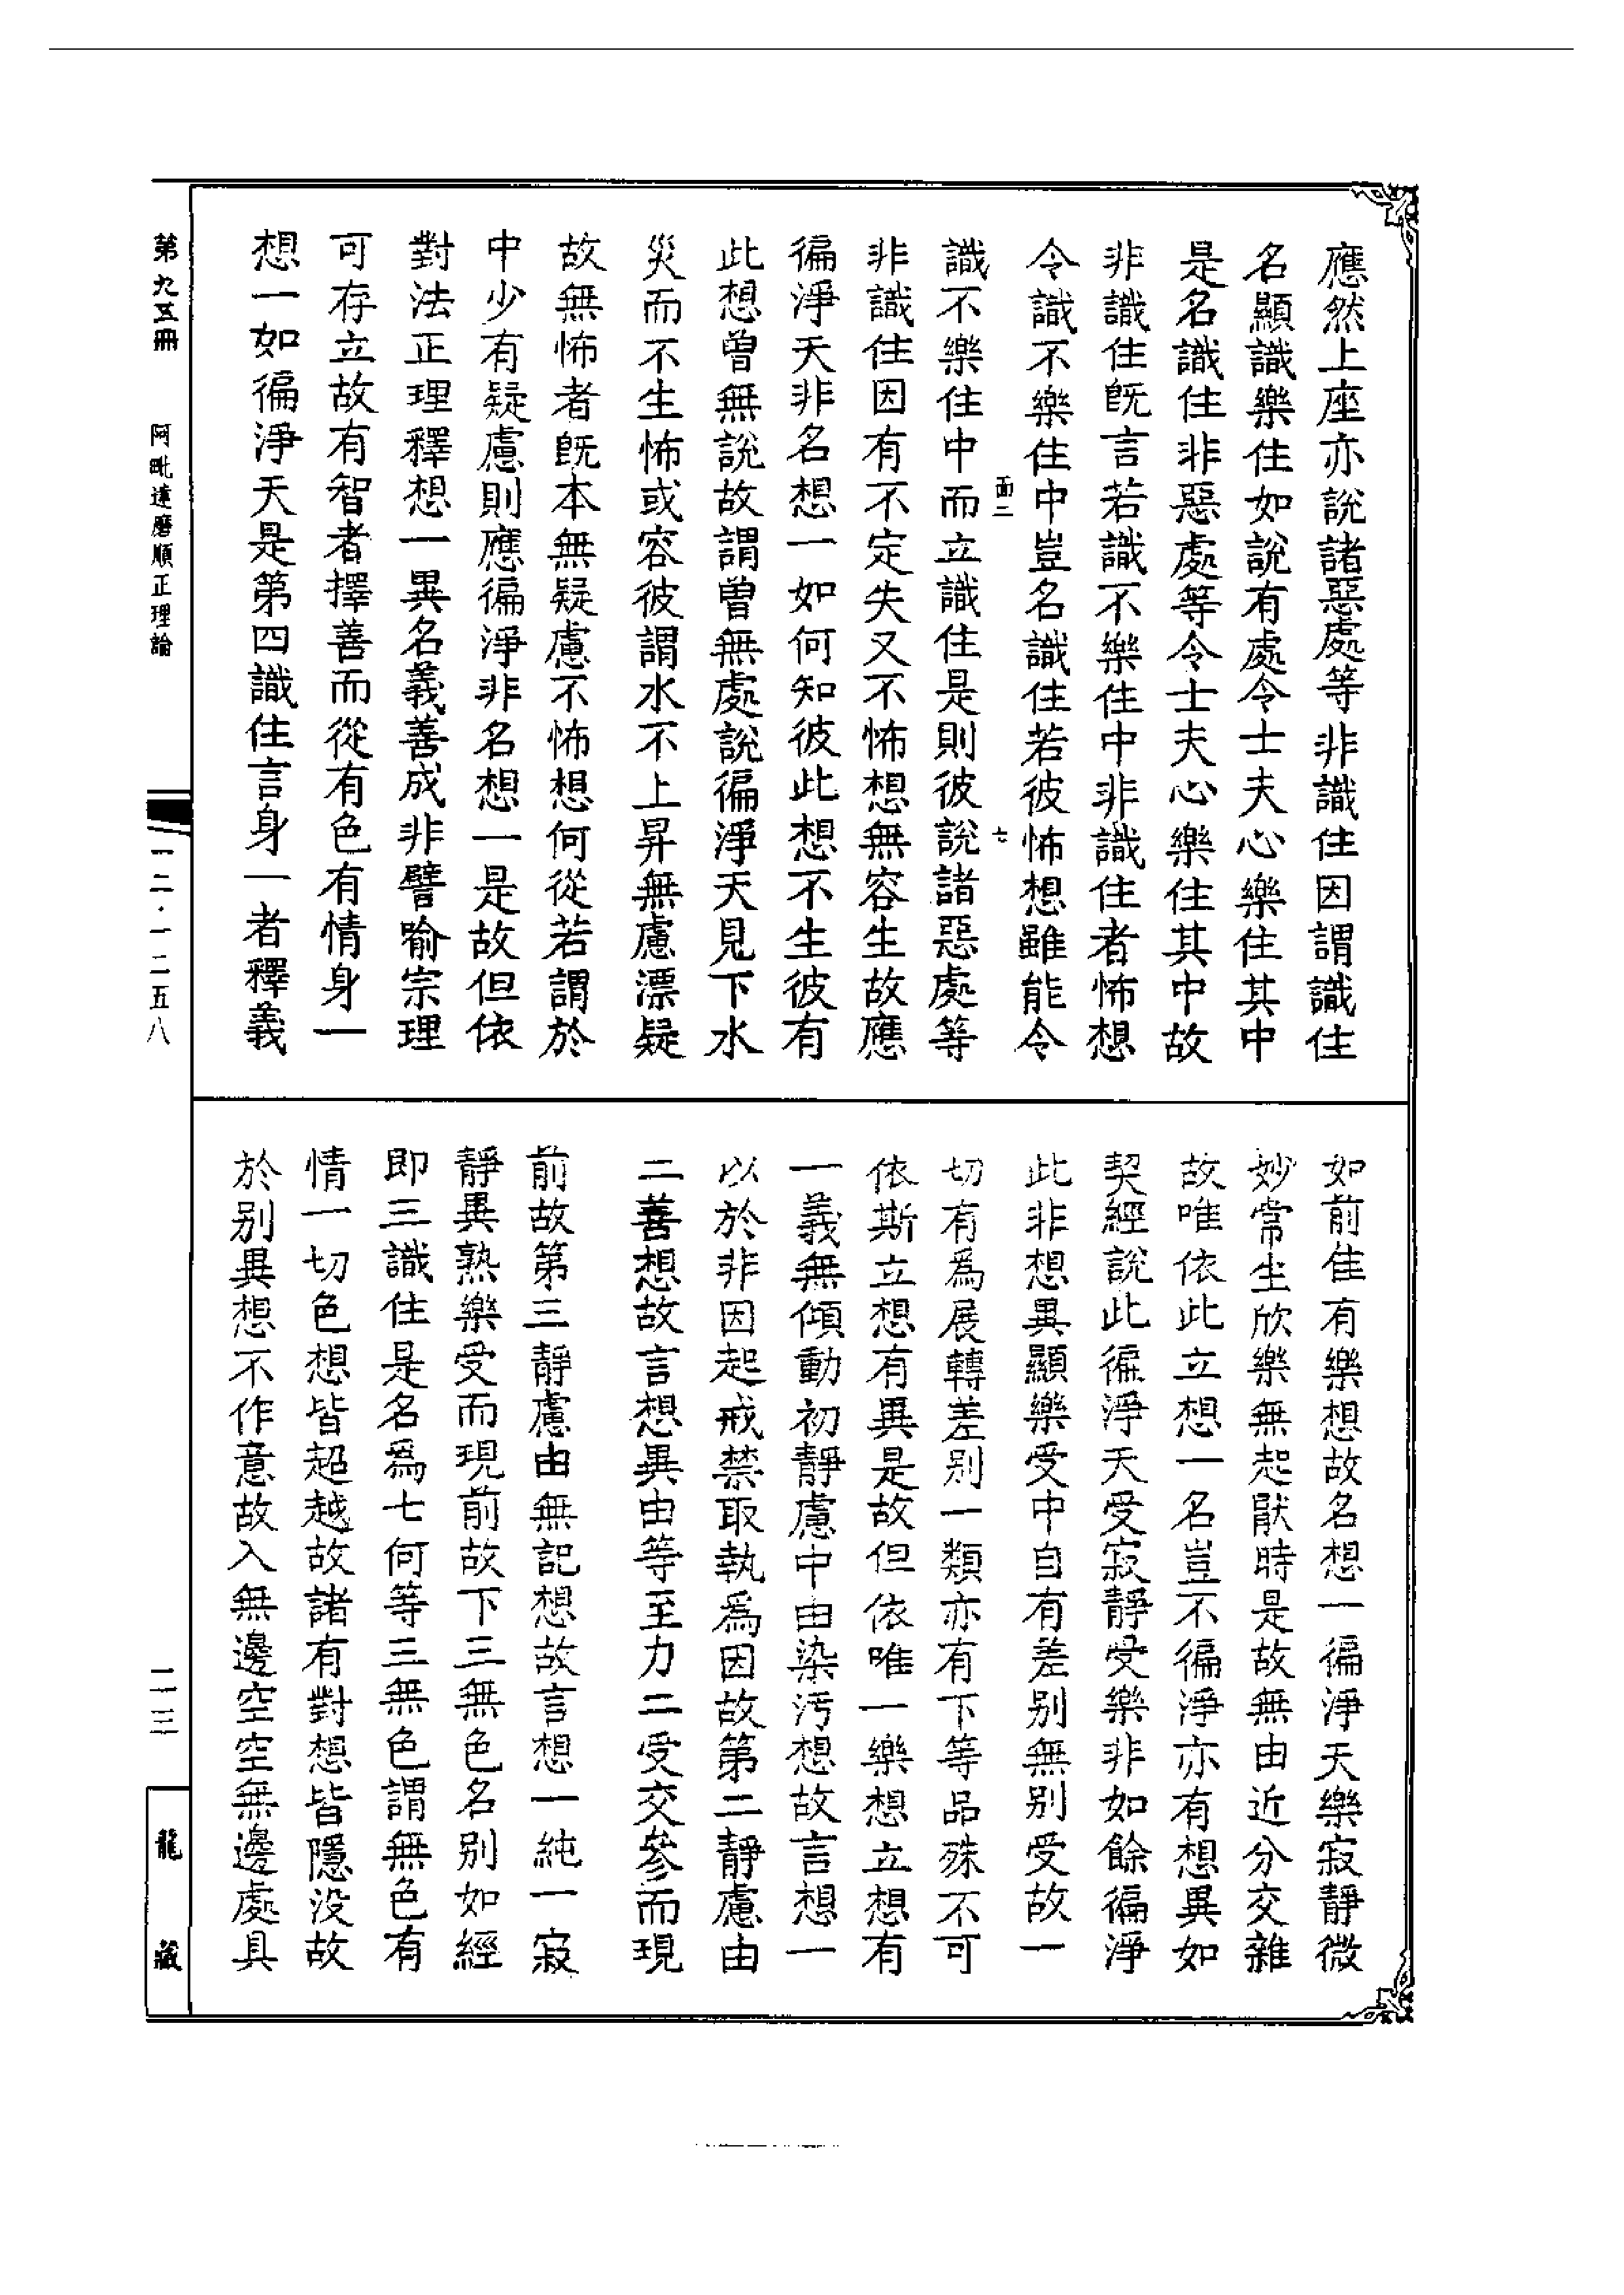 應然上座亦說諸惡處等非識住因謂識住
名顯識樂住如說有處令士夫心樂住其中
是名識住非惡處等令士夫心樂住其中故
非識住旣言若識不樂住中非識住者怖想
令識不樂住中豈名識住若彼怖想雖能令
面二
七
識不樂住中而立識住是則彼說諸惡處等
非識住因有不定失又不怖想無容生故應
徧淨天非名想一如何知彼此想不生彼有
此想曾無說故謂曾無處說徧淨天見下水
災而不生怖或容彼謂水不上昇無慮漂疑
故無怖者旣本無疑慮不怖想何從若謂於
中少有疑慮則應徧淨非名想一是故但依
對法正理釋想一異名義善成非譬喻宗理
可存立故有智者擇善而從有色有情身一
想一如徧淨天是第四識住言身一者釋義
如前住有樂想故名想一徧淨天樂寂靜微
妙常生欣樂無起厭時是故無由近分交雜
故唯依此立想一名豈不徧淨亦有想異如
契經說此徧淨天受寂靜受樂非如餘徧淨
此非想異顯樂受中自有差别無别受故一
切有爲展轉差别一類亦有下等品殊不可
依斯立想有異是故但依唯一樂想立想有
一義無傾動初靜慮中由染污想故言想一
以於非因起戒禁取執爲因故第二靜慮由
二善想故言想異由等至力二受交參而現
前故第三靜慮由無記想故言想一純一寂
靜異熟樂受而現前故下三無色名别如經
即三識住是名爲七何等三無色謂無色有
情一切色想皆超越故諸有對想皆隱没故
於别異想不作意故入無邊空空無邊處具
第九五冊
阿毗達磨順正理論
一二·一二五八
二三
龍藏